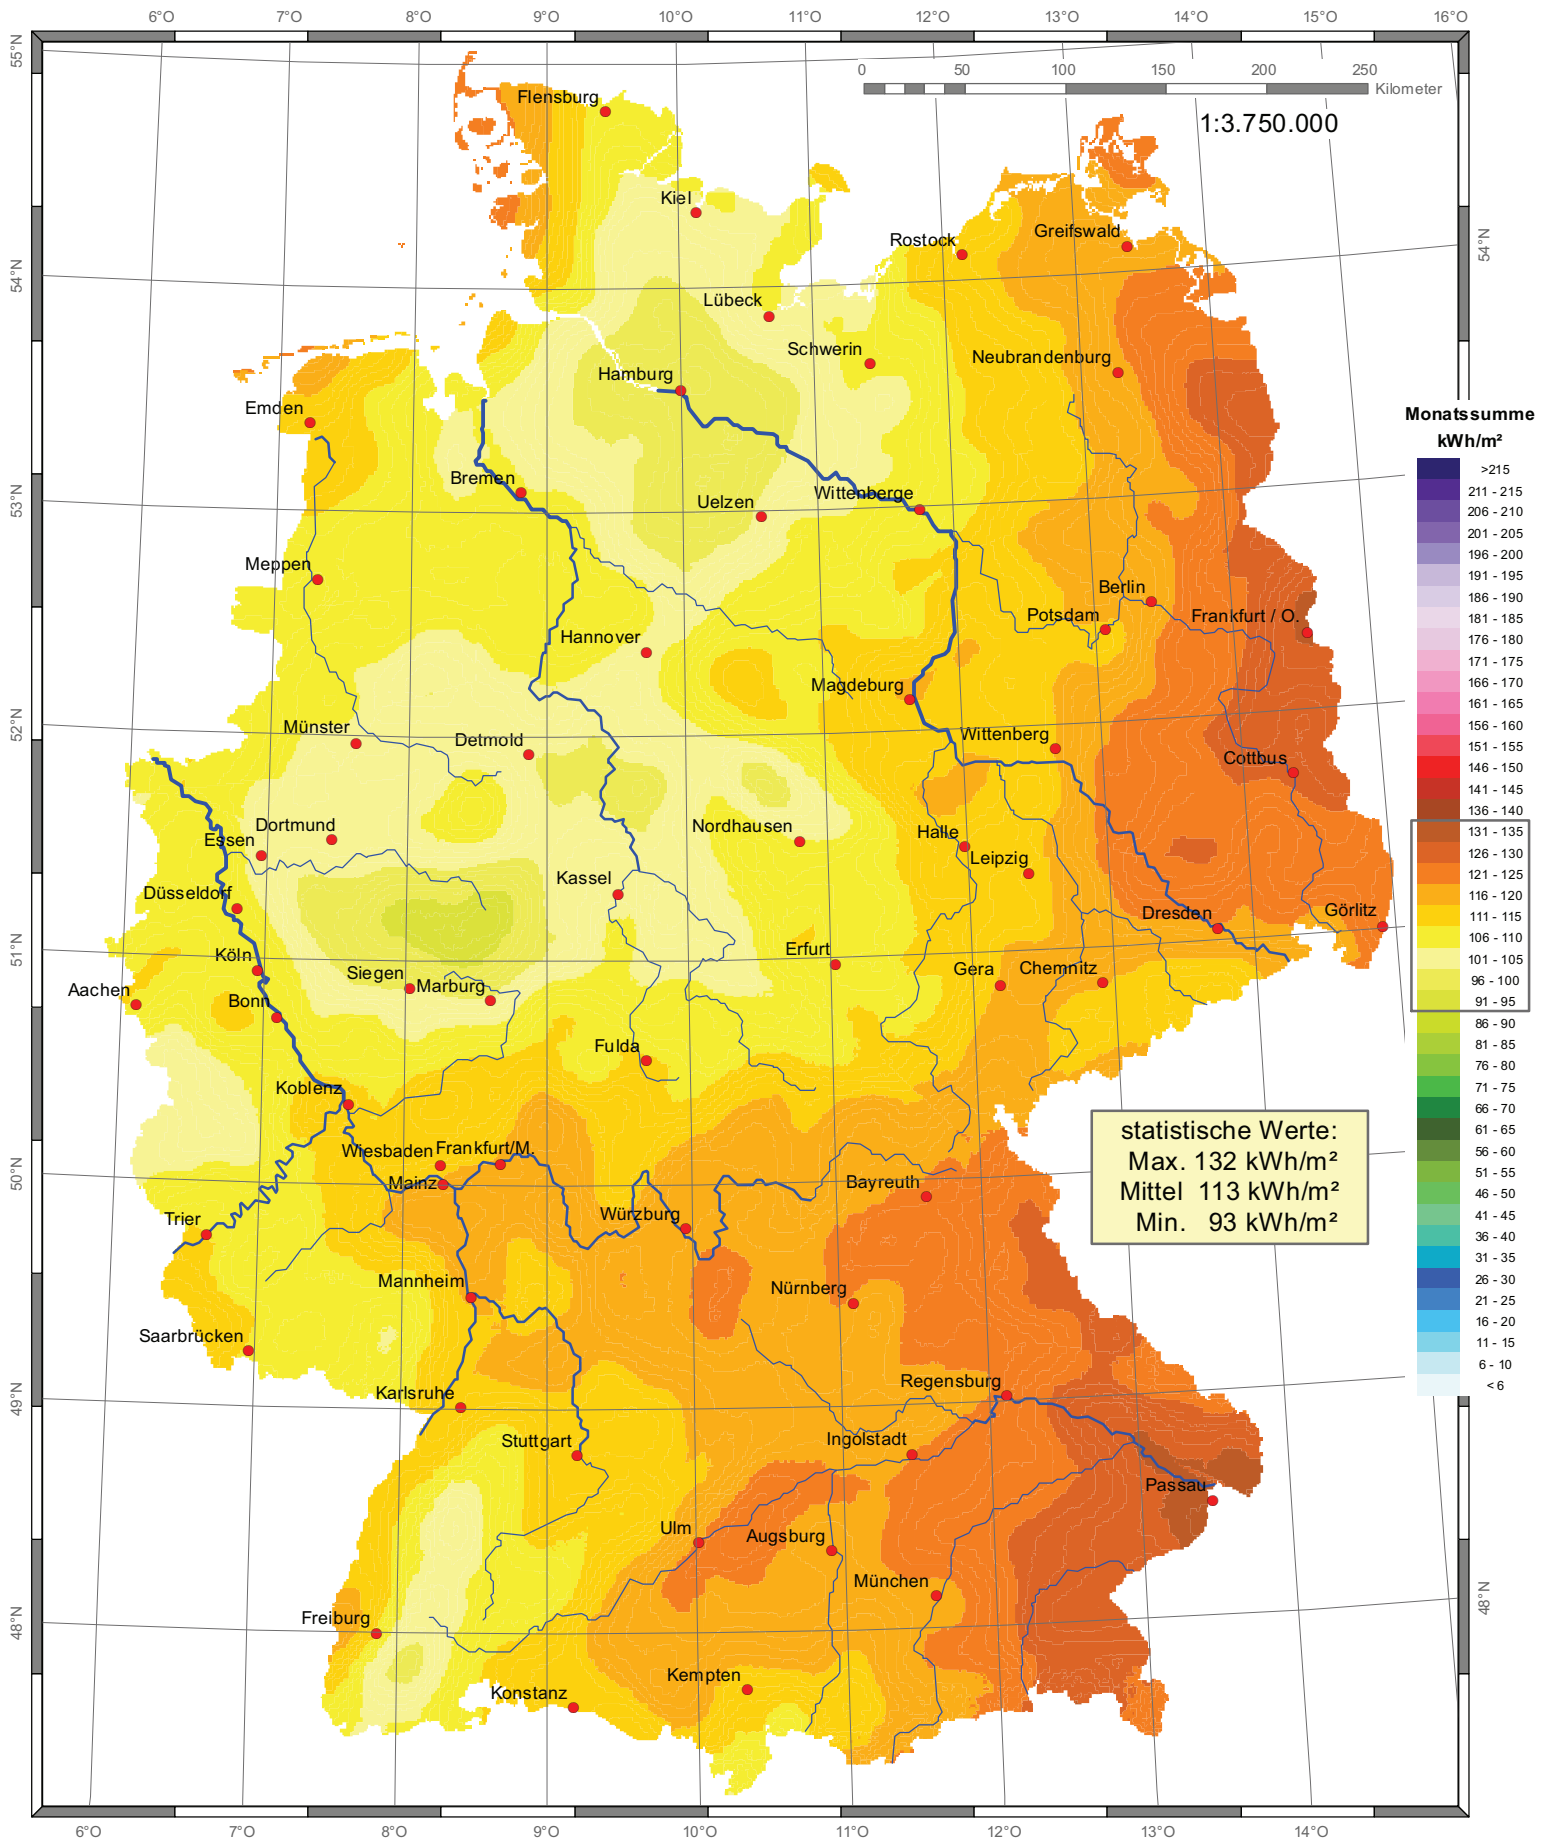 6°O 7°O 8°O 9°O 10°O 11°O 12°O 13°O 14°O 15°O 16°O
55°N
0 50 100 150 200 250
Kilometer
1:3.750.000
Flensburg
Kiel
Rostock
Greifswald
54°N
54°N
Lübeck
Schwerin
Neubrandenburg
Hamburg
Emden
Bremen
Uelzen
Wittenberge
53°N
Meppen
Berlin
Potsdam
Frankfurt / O.
Hannover
Magdeburg
52°N
Münster
Detmold
Wittenberg
Cottbus
Dortmund
Essen
Nordhausen
Halle
Leipzig
Kassel
Düsseldorf
Dresden
Görlitz
51°N
Köln
Siegen
Marburg
Erfurt
Gera
Chemnitz
Aachen
Bonn
Fulda
Koblenz
Wiesbaden
Frankfurt/M.
Mainz
50°N
Bayreuth
Trier
Würzburg
Mannheim
Nürnberg
Saarbrücken
49°N
Karlsruhe
Regensburg
Stuttgart
Ingolstadt
Passau
Ulm
Augsburg
München
48°N
48°N
Freiburg
Kempten
Konstanz
Monatssumme
kWh/m²
>215
211 - 215
206 - 210
201 - 205
196 - 200
191 - 195
186 - 190
181 - 185
176 - 180
171 - 175
166 - 170
161 - 165
156 - 160
151 - 155
146 - 150
141 - 145
136 - 140
131 - 135
126 - 130
121 - 125
116 - 120
111 - 115
106 - 110
101 - 105
96 - 100
91 - 95
86 - 90
81 - 85
76 - 80
71 - 75
66 - 70
61 - 65
56 - 60
51 - 55
46 - 50
41 - 45
36 - 40
31 - 35
26 - 30
21 - 25
16 - 20
11 - 15
6 - 10
< 6
statistische Werte:
Max. 132 kWh/m²
Mittel 113 kWh/m²
Min. 93 kWh/m²
6°O 7°O 8°O 9°O 10°O 11°O 12°O 13°O 14°O